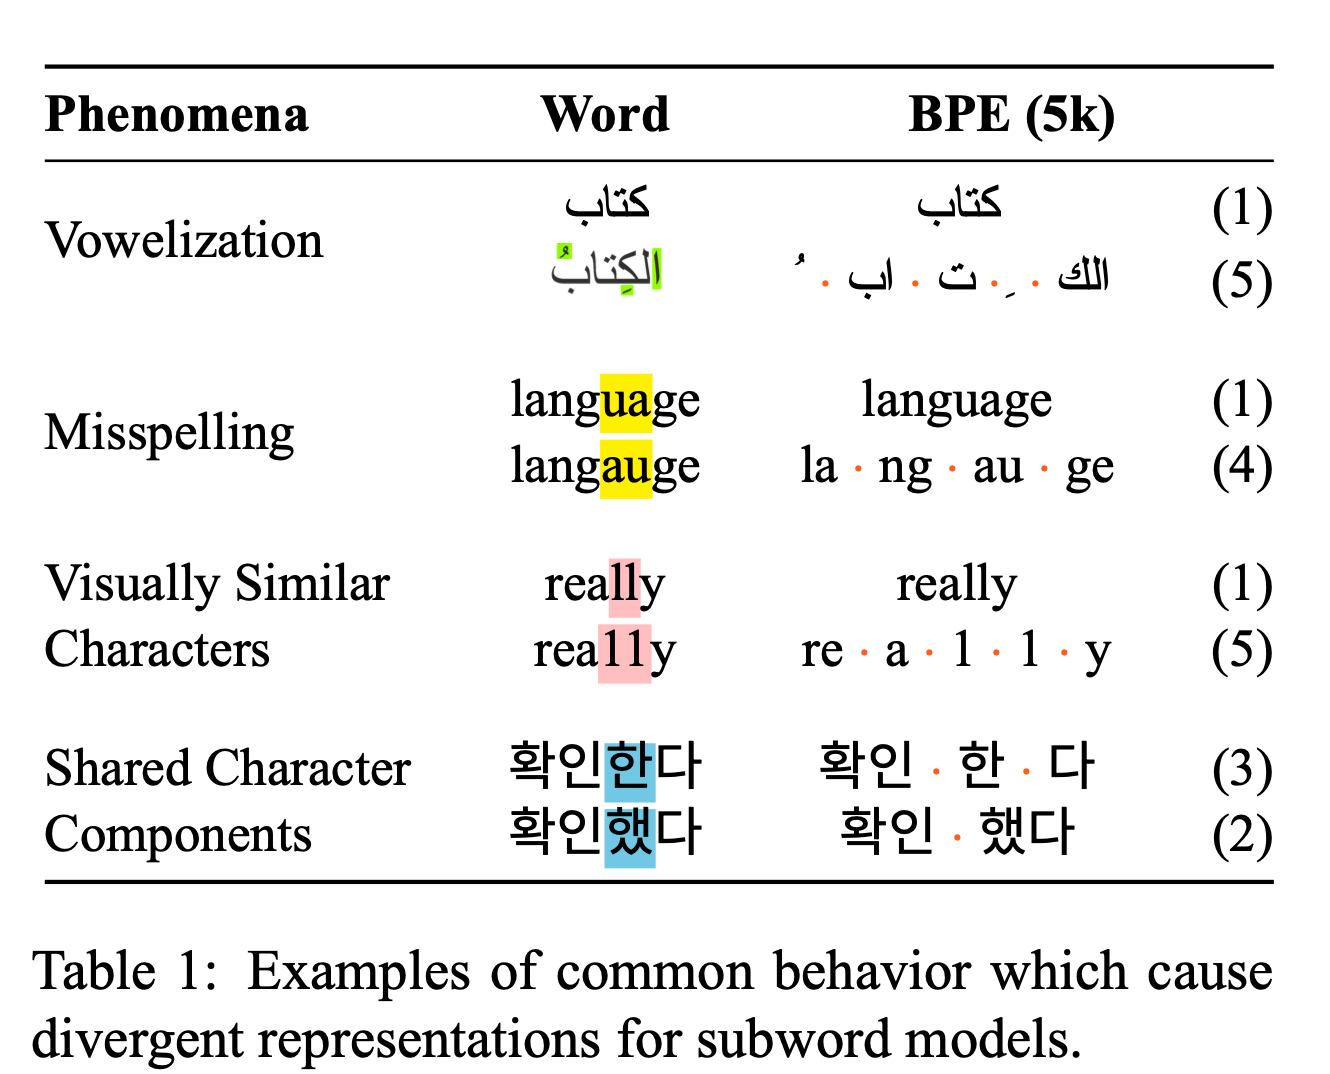 Phenomena Word BPE (5k)
Vowelization
كتاب كتاب (1)
الكِتابُ الك · ِ · ت · اب · ُ (5)
Misspelling
language language (1)
langauge la · ng · au · ge (4)
Visually Similar really really (1)
Characters rea11y re · a · 1 · 1 · y (5)
Shared Character 확인한다 확인 · 한 · 다 (3)
Components 확인했다 확인 · 했다 (2)
Table 1: Examples of common behavior which cause
divergent representations for subword models.